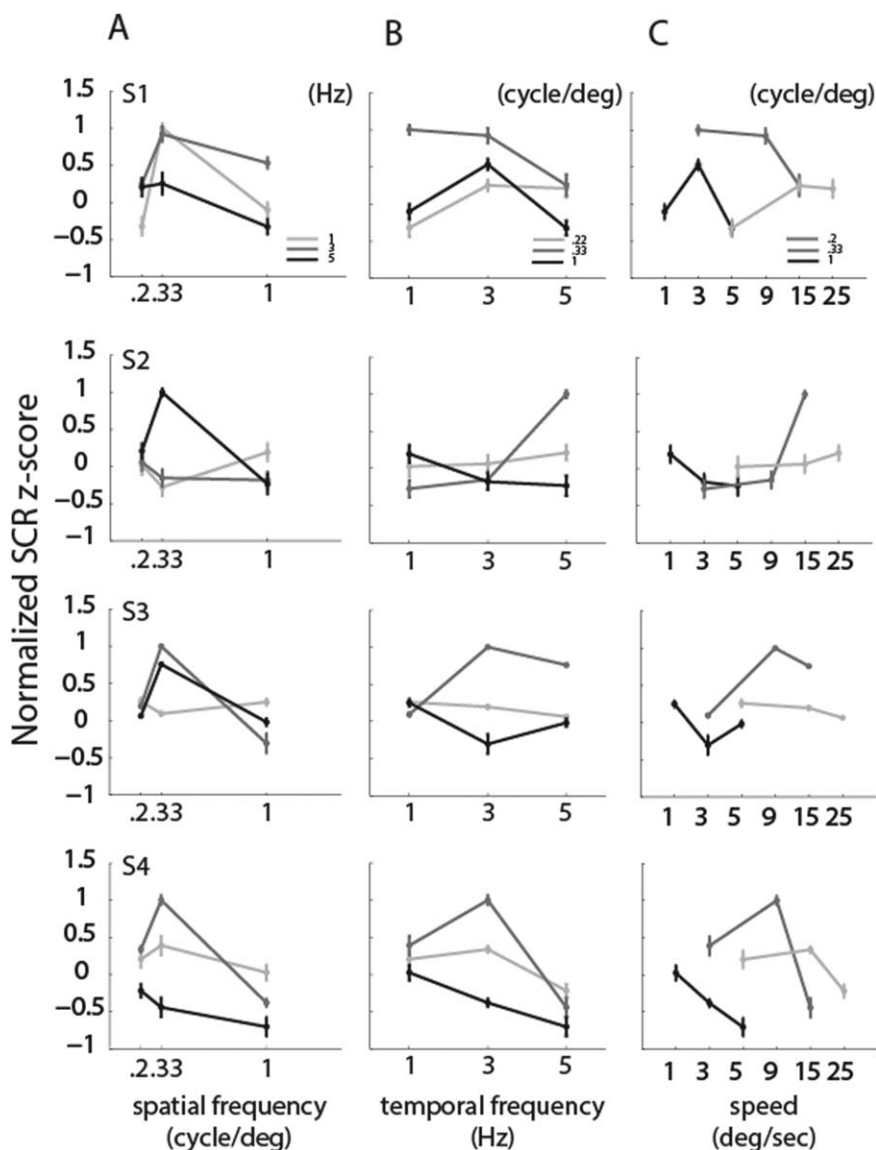 A B C
S1 (Hz) (cycle/deg) (cycle/deg)
1.5
1
0.5
0
−0.5
−1
1
3
5
.22
.33
1
.2
.33
1
.2.33 1 1 3 5 1 3 5 9 15 25
S2
1.5
1
0.5
0
−0.5
−1
.2.33 1 1 3 5 1 3 5 9 15 25
S3
1.5
1
0.5
0
−0.5
−1
.2.33 1 1 3 5 1 3 5 9 15 25
S4
1.5
1
0.5
0
−0.5
−1
.2.33 1 1 3 5 1 3 5 9 15 25
Normalized SCR z-score
spatial frequency temporal frequency speed
(cycle/deg) (Hz) (deg/sec)